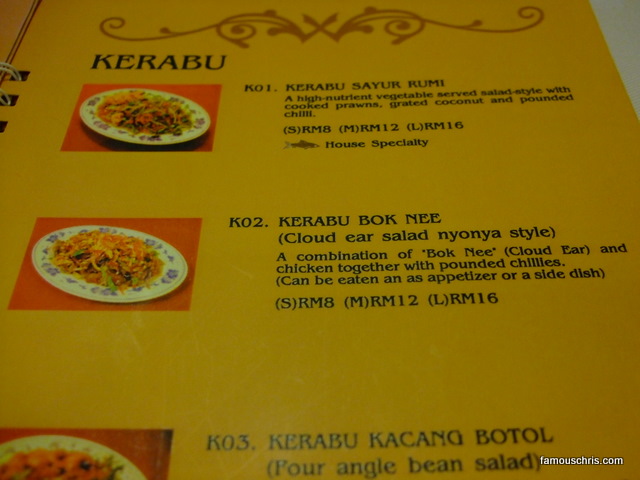 KERABU
K01. KERABU SAYUR RUMI
A high-nutrient vegetable served salad-style with
cooked prawns, grated coconut and pounded
chilli.
(S)RM8 (M)RM12 (L)RM16
House Specialty
K02. KERABU BOK NEE
(Cloud ear salad nyonya style)
A combination of "Bok Nee" (Cloud Ear) and
chicken together with pounded chillies.
(Can be eaten an as appetizer or a side dish)
(S)RM8 (M)RM12 (L)RM16
K03. KERABU KACANG BOTOL
(Four angle bean salad)
famouschris.com